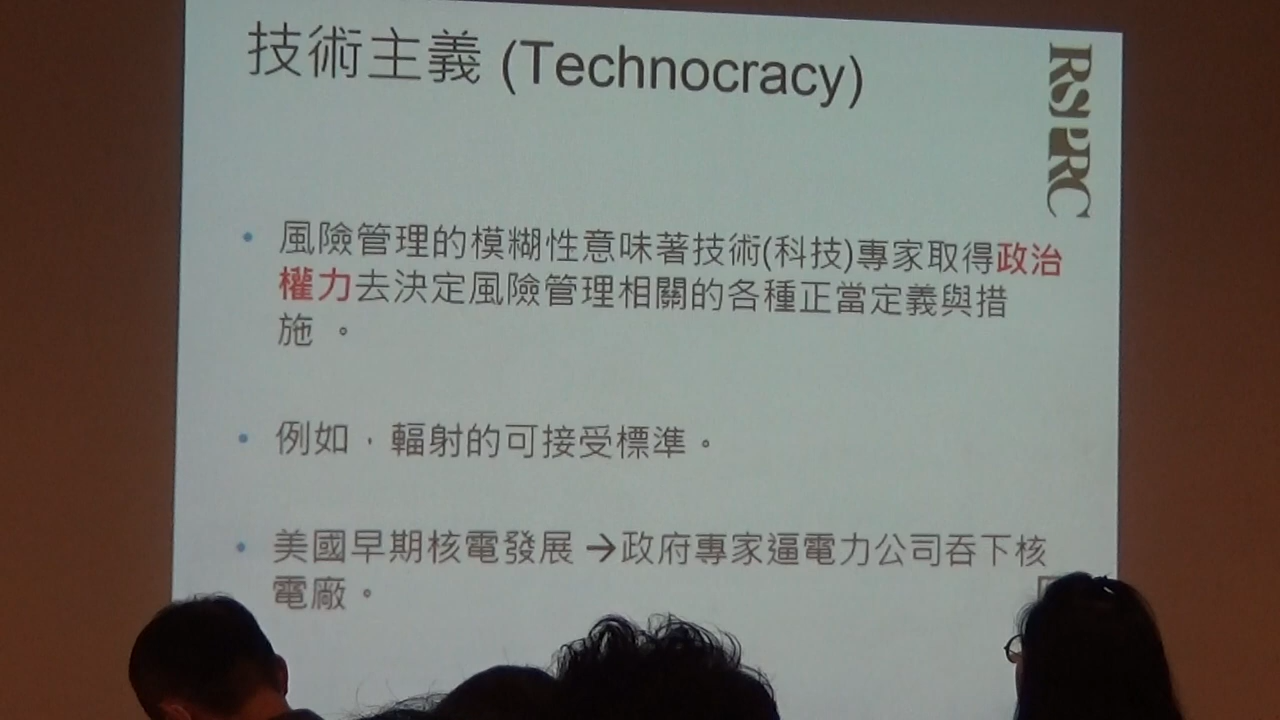 技術主義 (Technocracy)
RSPRC
• 風險管理的模糊性意味著技術(科技)專家取得政治
權力去決定風險管理相關的各種正當定義與措
施 。
• 例如，輻射的可接受標準。
• 美國早期核電發展 →政府專家逼電力公司吞下核
電廠。